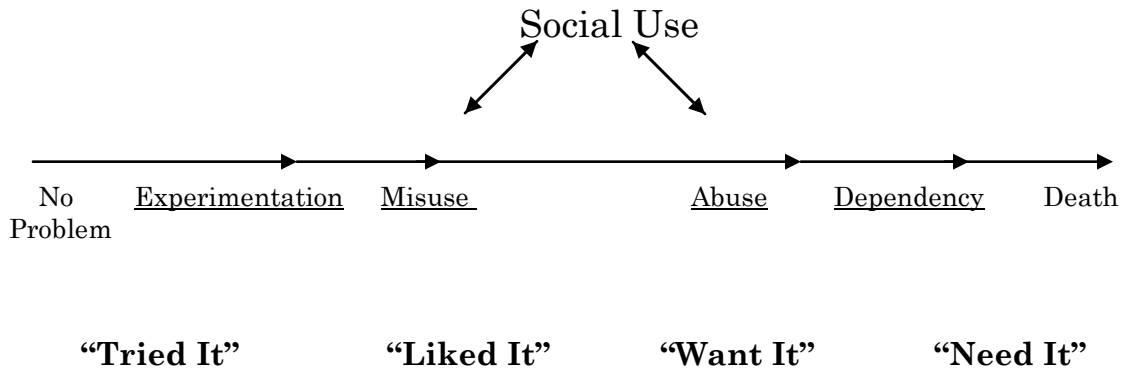 Social Use
No Experimentation Misuse Abuse Dependency Death
Problem
“Tried It” “Liked It” “Want It” “Need It”